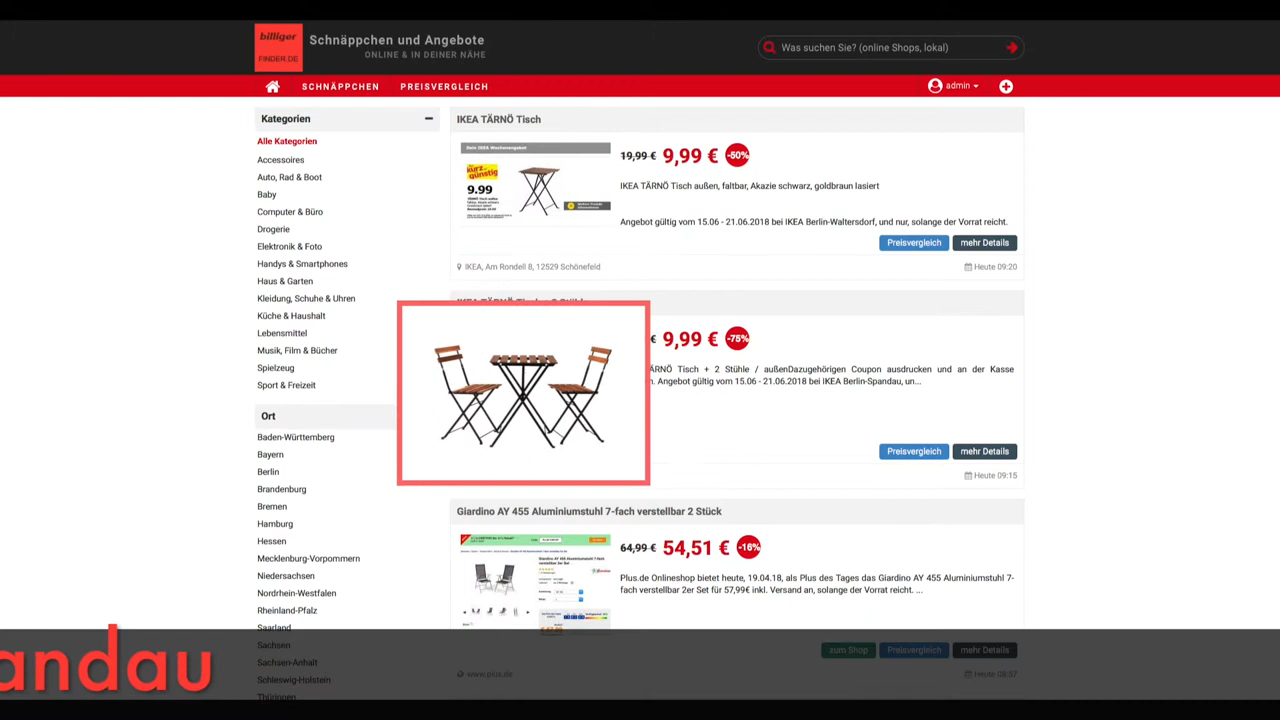 billiger
FINDER.DE
Schnäppchen und Angebote
ONLINE & IN DEINER NÄHE
Was suchen Sie? (online Shops, lokal)
SCHNÄPPCHEN
PREISVERGLEICH
admin
Kategorien
Alle Kategorien
Accessoires
Auto, Rad & Boot
Baby
Computer & Büro
Drogerie
Elektronik & Foto
Handys & Smartphones
Haus & Garten
Kleidung, Schuhe & Uhren
Küche & Haushalt
Lebensmittel
Musik, Film & Bücher
Spielzeug
Sport & Freizeit
Ort
Baden-Württemberg
Bayern
Berlin
Brandenburg
Bremen
Hamburg
Hessen
Mecklenburg-Vorpommern
Niedersachsen
Nordrhein-Westfalen
Rheinland-Pfalz
Saarland
Sachsen
Sachsen-Anhalt
Schleswig-Holstein
Thüringen
IKEA TÄRNÖ Tisch
Dein IKEA Wochenangebot
kurz
günstig
9.99
19,99 € 9,99 € -50%
IKEA TÄRNÖ Tisch außen, faltbar, Akazie schwarz, goldbraun lasiert
Angebot gültig vom 15.06 - 21.06.2018 bei IKEA Berlin-Waltersdorf, und nur, solange der Vorrat reicht.
Preisvergleich
mehr Details
IKEA, Am Rondell 8, 12529 Schönefeld
Heute 09:20
€ 9,99 € -75%
ÄRNÖ Tisch + 2 Stühle / außenDazugehörigen Coupon ausdrucken und an der Kasse
n. Angebot gültig vom 15.06 - 21.06.2018 bei IKEA Berlin-Spandau, un...
Preisvergleich
mehr Details
Heute 09:15
Giardino AY 455 Aluminiumstuhl 7-fach verstellbar 2 Stück
64,99 € 54,51 € -16%
Plus.de Onlineshop bietet heute, 19.04.18, als Plus des Tages das Giardino AY 455 Aluminiumstuhl 7-
fach verstellbar 2er Set für 57,99€ inkl. Versand an, solange der Vorrat reicht. ...
zum Shop
Preisvergleich
mehr Details
www.plus.de
Heute 08:57
andau